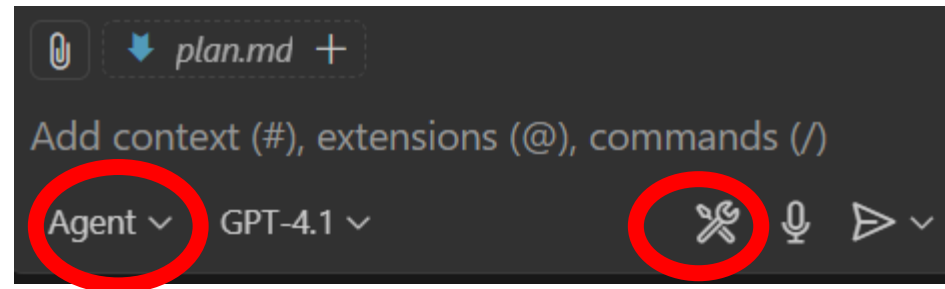 plan.md +
Add context (#), extensions (@), commands (/)
Agent GPT-4.1